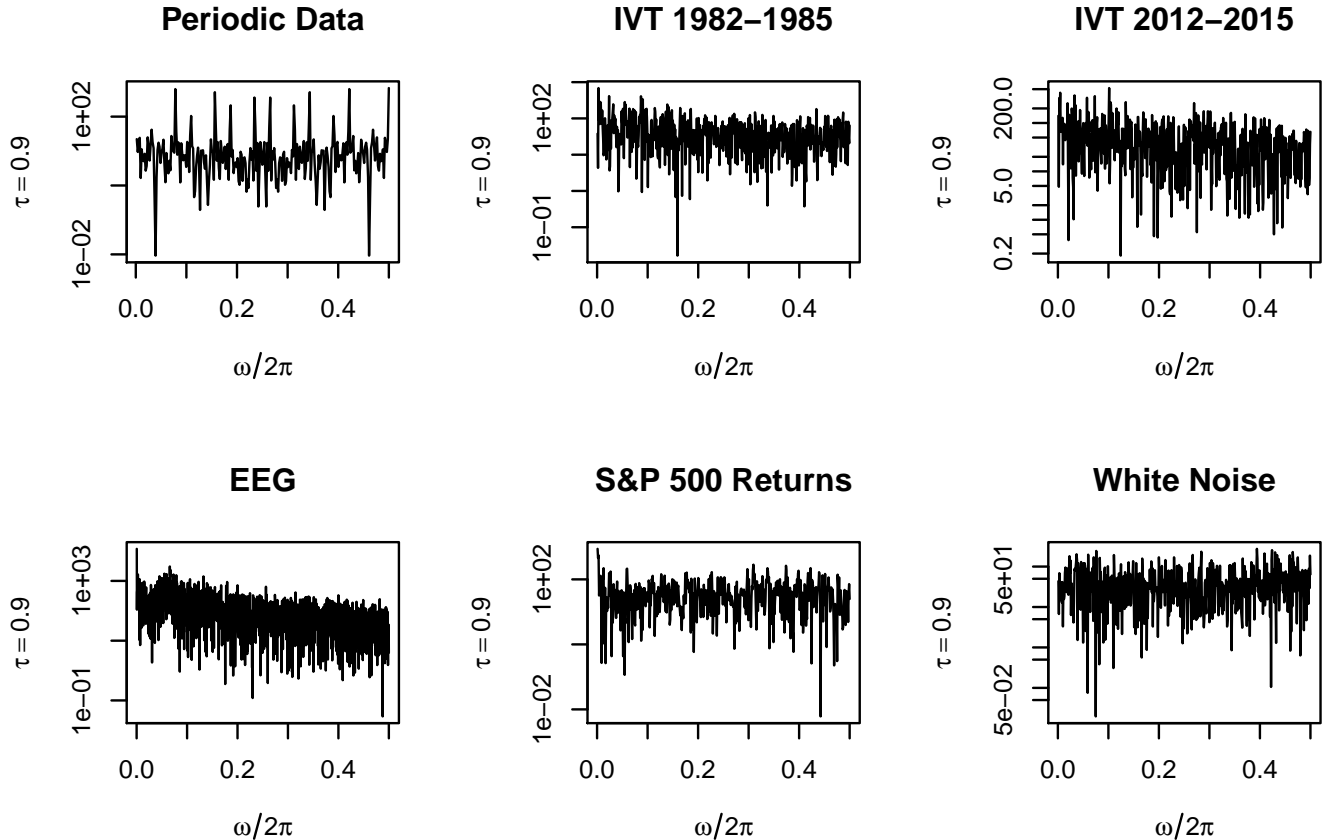 Periodic Data
τ = 0.9
1e−02 1e+02
0.0 0.2 0.4
ω/2π
IVT 1982−1985
τ = 0.9
1e−01 1e+02
0.0 0.2 0.4
ω/2π
IVT 2012−2015
τ = 0.9
0.2 5.0 200.0
0.0 0.2 0.4
ω/2π
EEG
τ = 0.9
1e−01 1e+03
0.0 0.2 0.4
ω/2π
S&P 500 Returns
τ = 0.9
1e−02 1e+02
0.0 0.2 0.4
ω/2π
White Noise
τ = 0.9
5e−02 5e+01
0.0 0.2 0.4
ω/2π